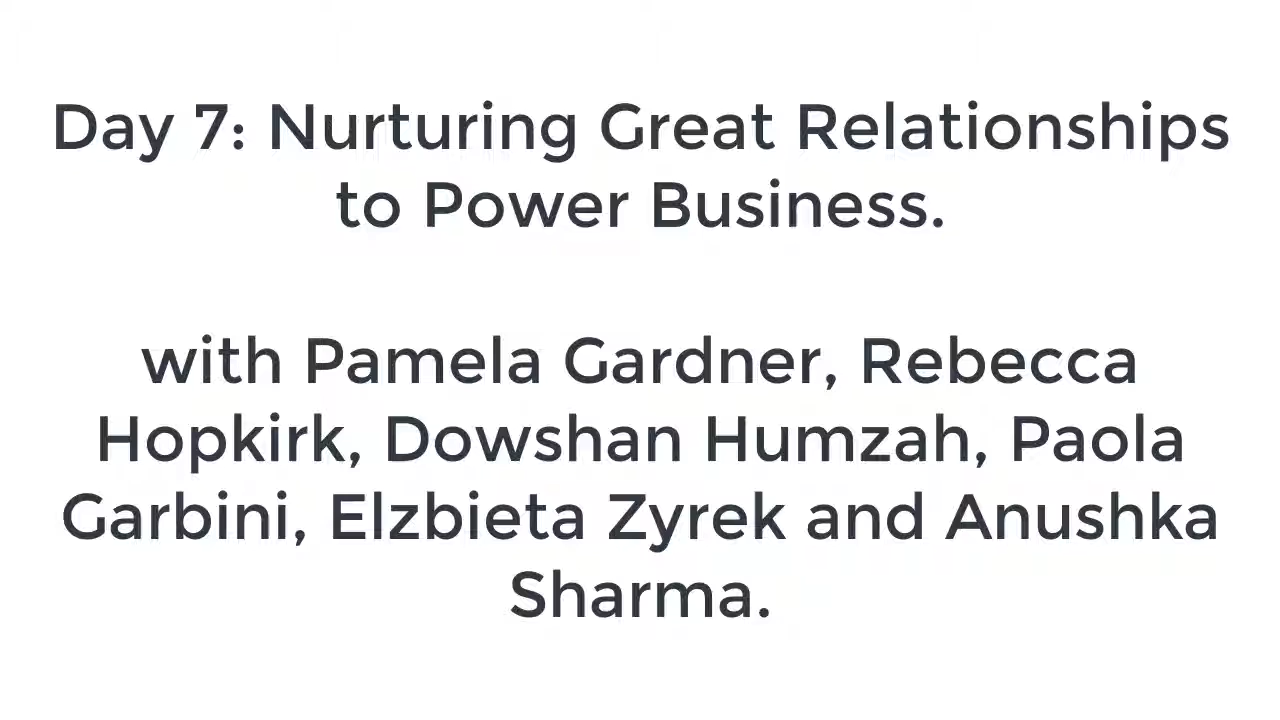 Day 7: Nurturing Great Relationships
to Power Business.
with Pamela Gardner, Rebecca
Hopkirk, Dowshan Humzah, Paola
Garbini, Elzbieta Zyrek and Anushka
Sharma.